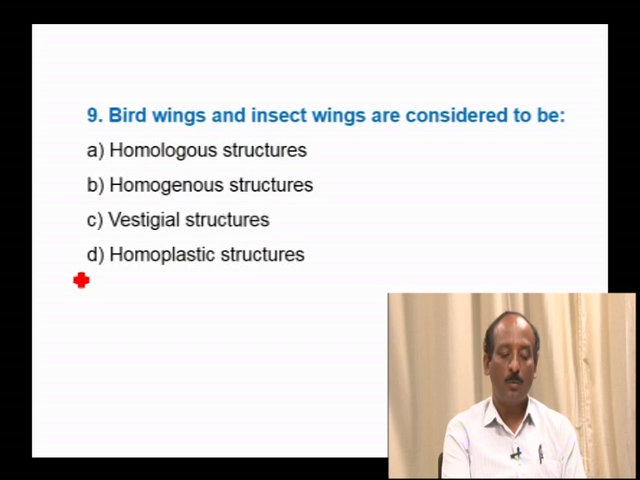 9. Bird wings and insect wings are considered to be:
a) Homologous structures
b) Homogenous structures
c) Vestigial structures
d) Homoplastic structures